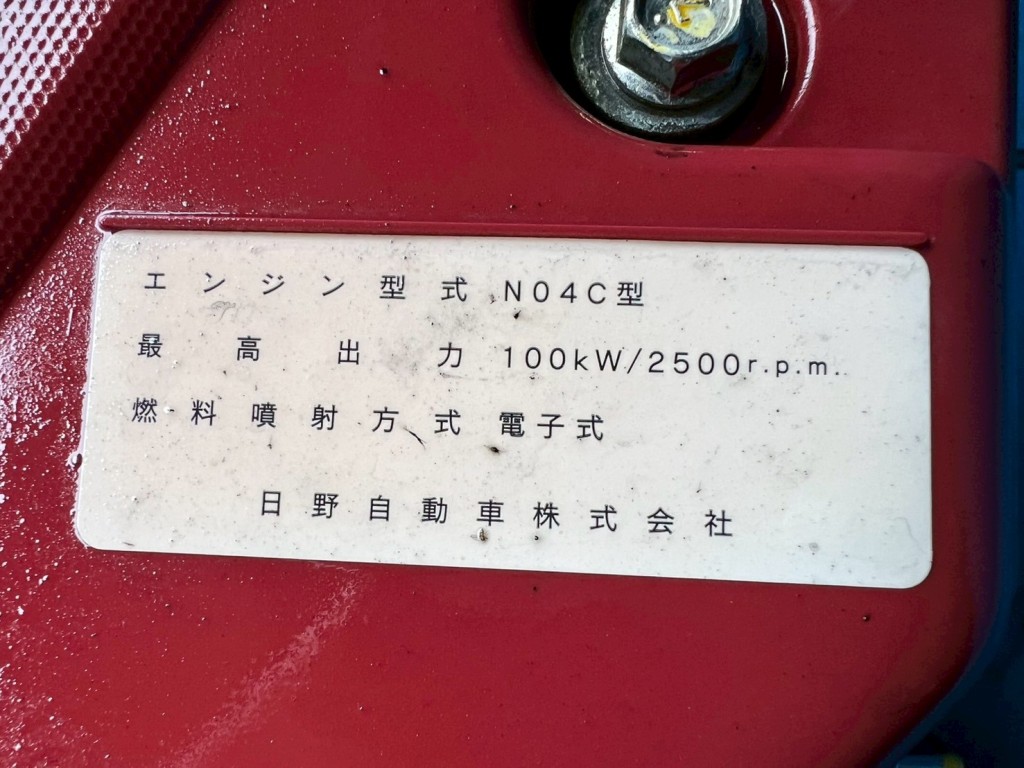 エンジン型式 N04C型
最高出力 100kW/2500r.p.m.
燃料噴射方式 電子式
日野自動車株式会社